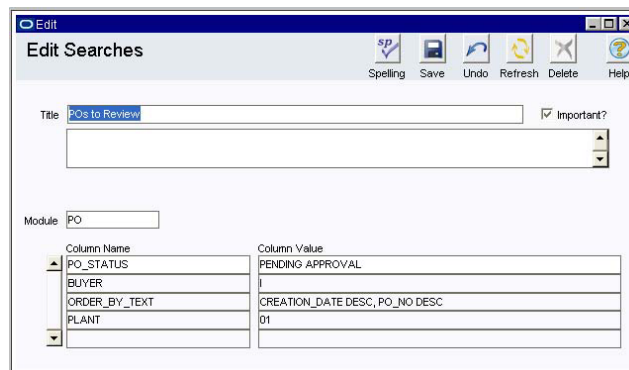 Edit
Edit Searches
sp
Spelling Save Undo Refresh Delete Help
Title POs to Review Important?
Module PO
Column Name Column Value
PO_STATUS PENDING APPROVAL
BUYER I
ORDER_BY_TEXT CREATION_DATE DESC, PO_NO DESC
PLANT 01